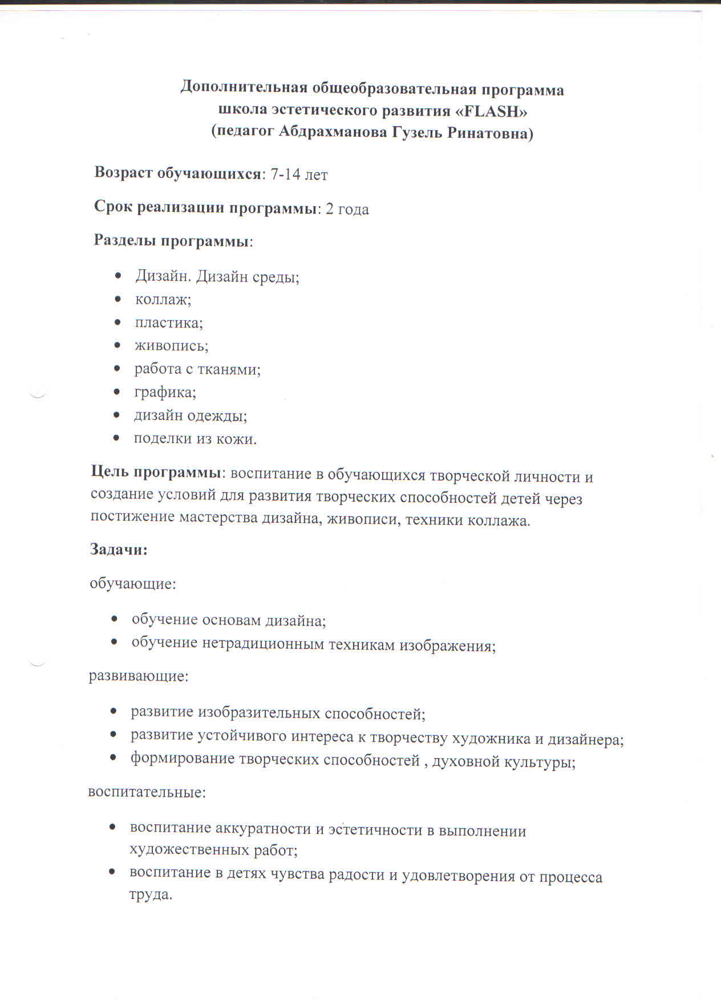 Дополнительная общеобразовательная программа
школа эстетического развития «FLASH»
(педагог Абдрахманова Гузель Ринатовна)
Возраст обучающихся: 7-14 лет
Срок реализации программы: 2 года
Разделы программы:
• Дизайн. Дизайн среды;
• коллаж;
• пластика;
• живопись;
• работа с тканями;
• графика;
• дизайн одежды;
• поделки из кожи.
Цель программы: воспитание в обучающихся творческой личности и
создание условий для развития творческих способностей детей через
постижение мастерства дизайна, живописи, техники коллажа.
Задачи:
обучающие:
• обучение основам дизайна;
• обучение нетрадиционным техникам изображения;
развивающие:
• развитие изобразительных способностей;
• развитие устойчивого интереса к творчеству художника и дизайнера;
• формирование творческих способностей , духовной культуры;
воспитательные:
• воспитание аккуратности и эстетичности в выполнении
художественных работ;
• воспитание в детях чувства радости и удовлетворения от процесса
труда.